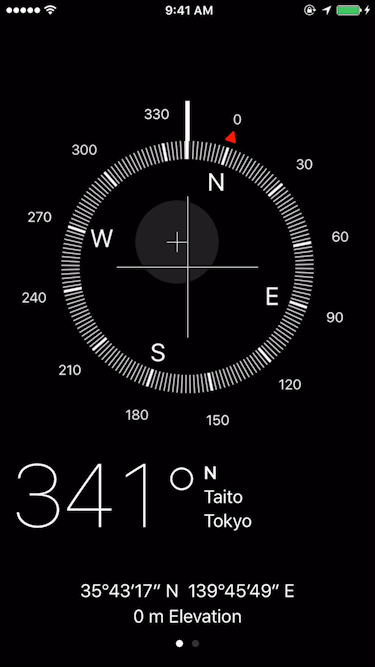 9:41 AM
330
0
300
30
N
270
W
60
240
E
90
S
210
120
180
150
341°
N
Taito
Tokyo
35°43’17” N 139°45’49” E
0 m Elevation